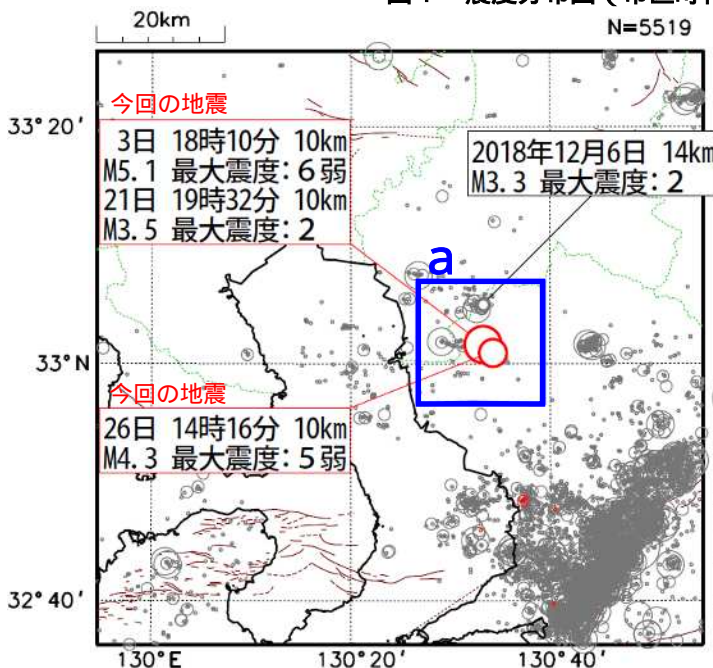 20km
N=5519
今回の地震
3日 18時10分 10km
M5.1 最大震度:６弱
21日 19時32分 10km
M3.5 最大震度:２
2018年12月6日 14km
M3.3 最大震度:２
a
今回の地震
26日 14時16分 10km
M4.3 最大震度:５弱
33°20'
33°N
32°40'
130°E
130°20'
130°40'